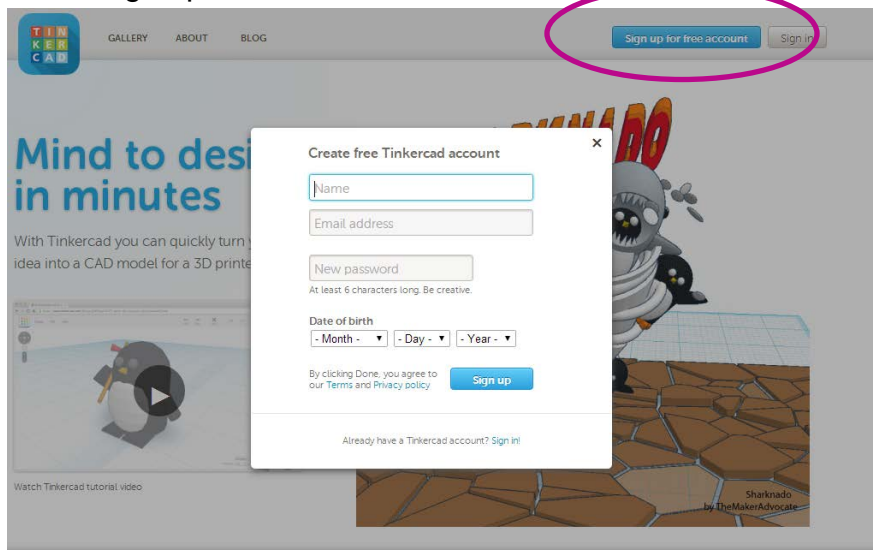 TIN
KER
CAD
GALLERY ABOUT BLOG
Sign up for free account
Sign in
Mind to desi
in minutes
With Tinkercad you can quickly turn
idea into a CAD model for a 3D printe
Watch Tinkercad tutorial video
Create free Tinkercad account
×
Name
Email address
New password
At least 6 characters long. Be creative.
Date of birth
- Month - - Day - - Year -
By clicking Done, you agree to
our Terms and Privacy policy
Sign up
Already have a Tinkercad account? Sign in!
Sharknado
by TheMakerAdvocate